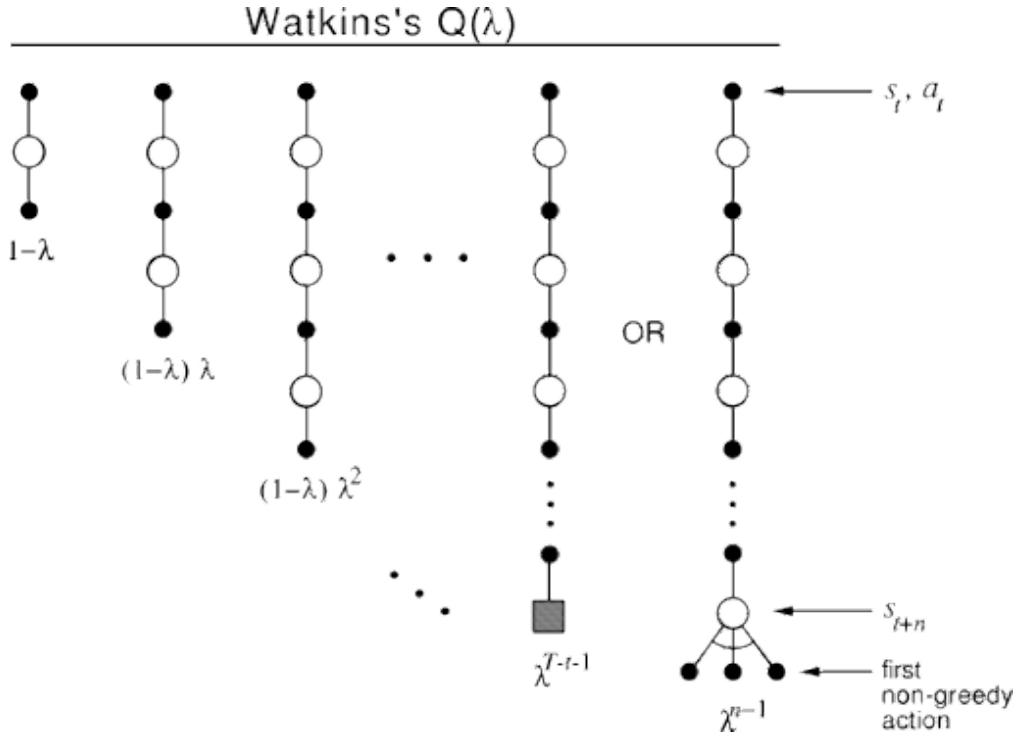 Watkins's Q(λ)
s_t, a_t
1−λ
(1−λ) λ
OR
(1−λ) λ^2
s_{t+n}
λ^{T-t-1}
first
non-greedy
action
λ^{n−1}